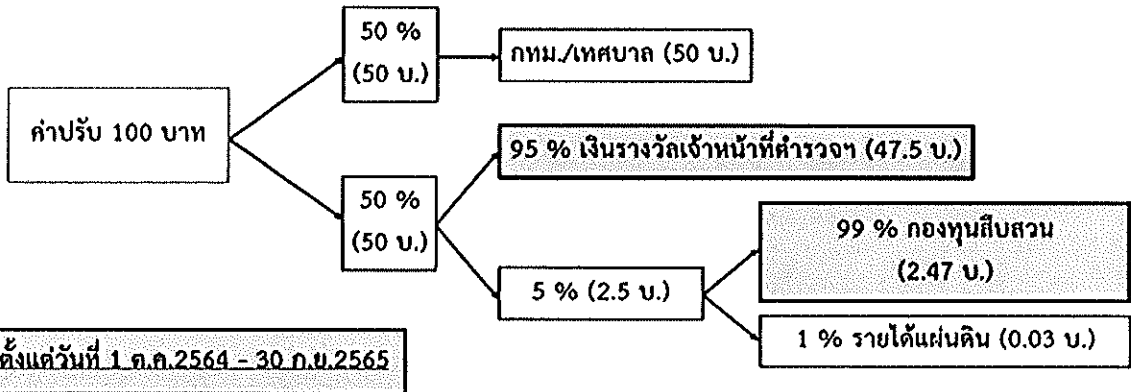 50 %
(50 บ.)
กทม./เทศบาล (50 บ.)
ค่าปรับ 100 บาท
95 % เงินรางวัลเจ้าหน้าที่ตำรวจฯ (47.5 บ.)
50 %
(50 บ.)
99 % กองทุนสืบสวน
(2.47 บ.)
5 % (2.5 บ.)
1 % รายได้แผ่นดิน (0.03 บ.)
ตั้งแต่วันที่ 1 ต.ค.2564 - 30 ก.ย.2565